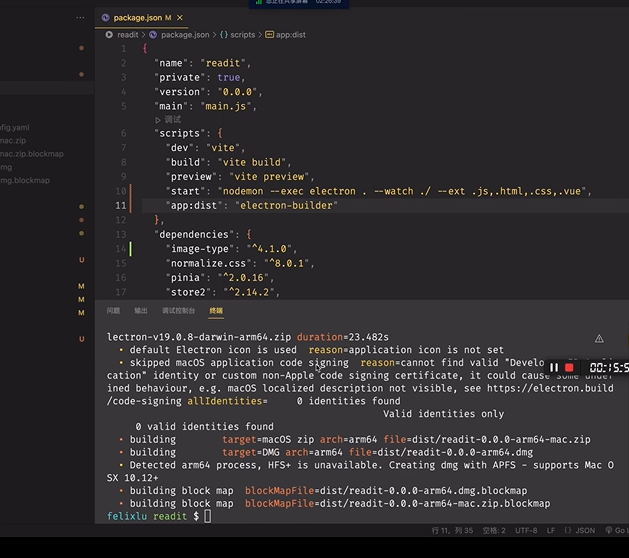 您正在共享屏幕 02:26:39
package.json M
readit > package.json > {} scripts > app:dist
1 {
2 "name": "readit",
3 "private": true,
4 "version": "0.0.0",
5 "main": "main.js",
调试
6 "scripts": {
7 "dev": "vite",
8 "build": "vite build",
9 "preview": "vite preview",
10 "start": "nodemon --exec electron . --watch ./ --ext .js,.html,.css,.vue",
11 "app:dist": "electron-builder"
12 },
13 "dependencies": {
14 "image-type": "^4.1.0",
15 "normalize.css": "^8.0.1",
16 "pinia": "^2.0.16",
17 "store2": "^2.14.2",
fig.yaml
mac.zip
mac.zip.blockmap
mg
mg.blockmap
U
M
M
M
U
问题 输出 调试控制台 终端
lectron-v19.0.8-darwin-arm64.zip duration=23.482s
• default Electron icon is used reason=application icon is not set
• skipped macOS application code signing reason=cannot find valid "Develo
cation" identity or custom non-Apple code signing certificate, it could cause some under
ined behaviour, e.g. macOS localized description not visible, see https://electron.build
/code-signing allIdentities= 0 identities found
Valid identities only
0 valid identities found
• building target=macOS zip arch=arm64 file=dist/readit-0.0.0-arm64-mac.zip
• building target=DMG arch=arm64 file=dist/readit-0.0.0-arm64.dmg
• Detected arm64 process, HFS+ is unavailable. Creating dmg with APFS - supports Mac O
SX 10.12+
• building block map blockMapFile=dist/readit-0.0.0-arm64.dmg.blockmap
• building block map blockMapFile=dist/readit-0.0.0-arm64-mac.zip.blockmap
felixlu readit $
00:15:5
行 11, 列 35 空格: 2 UTF-8 LF {} JSON Go